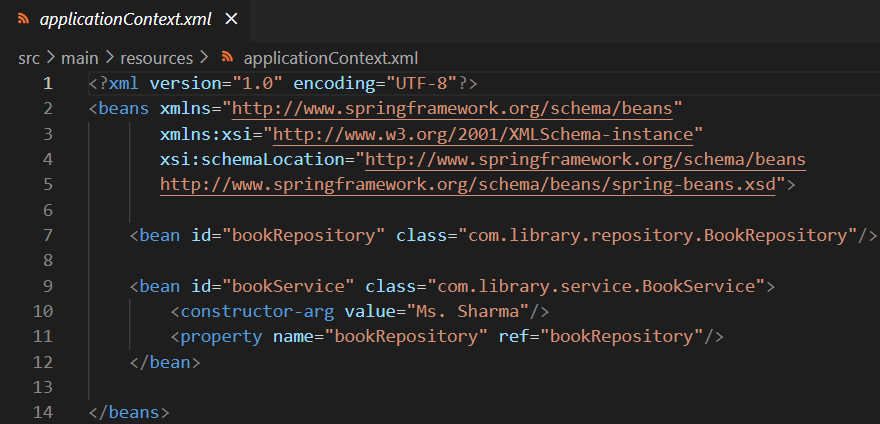 applicationContext.xml ×
src > main > resources > applicationContext.xml
1 <?xml version="1.0" encoding="UTF-8"?>
2 <beans xmlns="http://www.springframework.org/schema/beans"
3 xmlns:xsi="http://www.w3.org/2001/XMLSchema-instance"
4 xsi:schemaLocation="http://www.springframework.org/schema/beans
5 http://www.springframework.org/schema/beans/spring-beans.xsd">
6
7 <bean id="bookRepository" class="com.library.repository.BookRepository"/>
8
9 <bean id="bookService" class="com.library.service.BookService">
10 <constructor-arg value="Ms. Sharma"/>
11 <property name="bookRepository" ref="bookRepository"/>
12 </bean>
13
14 </beans>